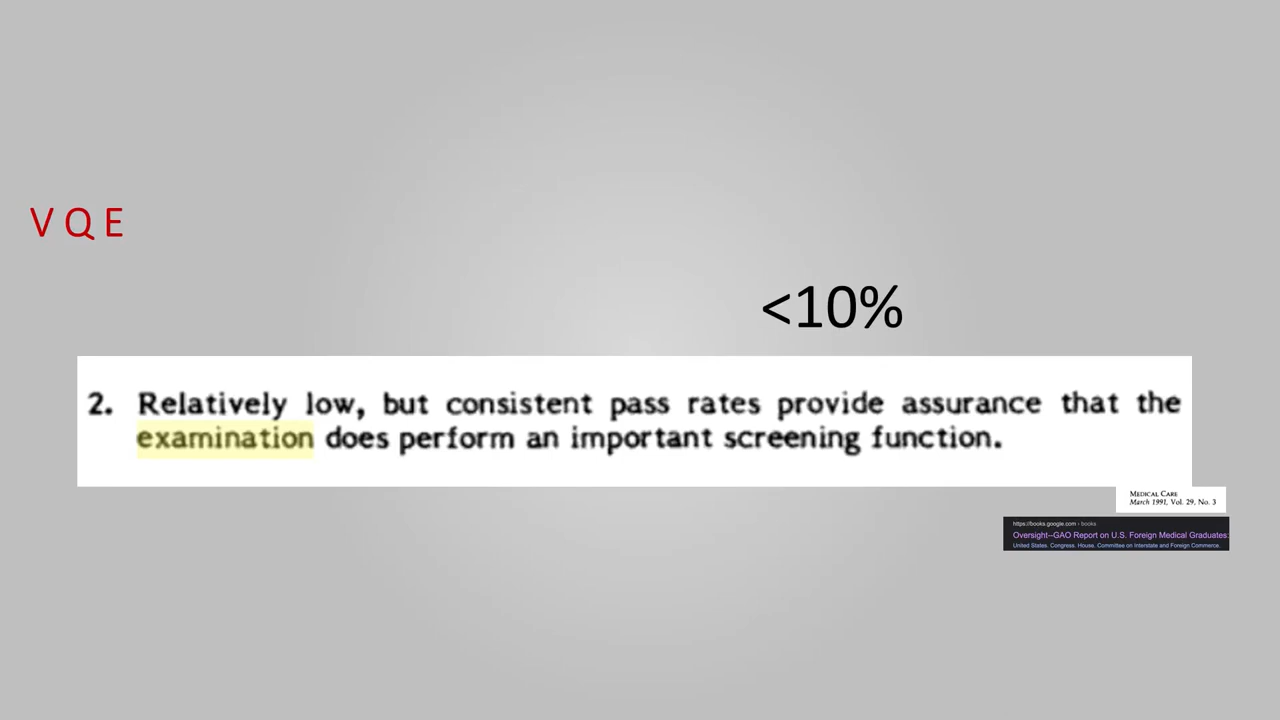 V Q E
<10%
2. Relatively low, but consistent pass rates provide assurance that the
examination does perform an important screening function.
MEDICAL CARE
March 1991, Vol. 29, No. 3
https://books.google.com › books
Oversight--GAO Report on U.S. Foreign Medical Graduates:
United States. Congress. House. Committee on Interstate and Foreign Commerce.